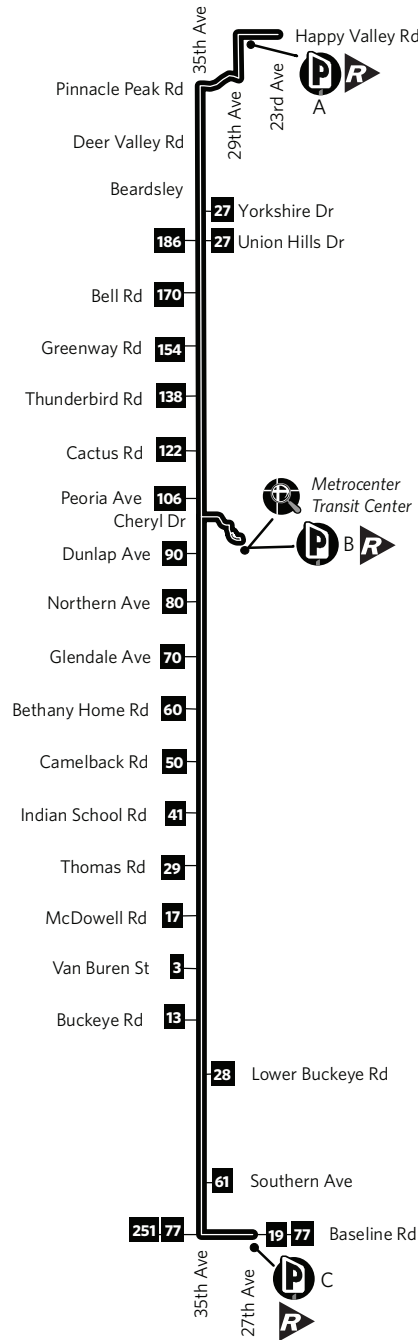 35th Ave
Happy Valley Rd
P R
A
29th Ave
23rd Ave
Pinnacle Peak Rd
Deer Valley Rd
Beardsley
27 Yorkshire Dr
186
27 Union Hills Dr
Bell Rd 170
Greenway Rd 154
Thunderbird Rd 138
Cactus Rd 122
Peoria Ave 106
Metrocenter
Transit Center
Cheryl Dr
P B R
Dunlap Ave 90
Northern Ave 80
Glendale Ave 70
Bethany Home Rd 60
Camelback Rd 50
Indian School Rd 41
Thomas Rd 29
McDowell Rd 17
Van Buren St 3
Buckeye Rd 13
28 Lower Buckeye Rd
61 Southern Ave
251 77
19 77 Baseline Rd
35th Ave
27th Ave
P C
R